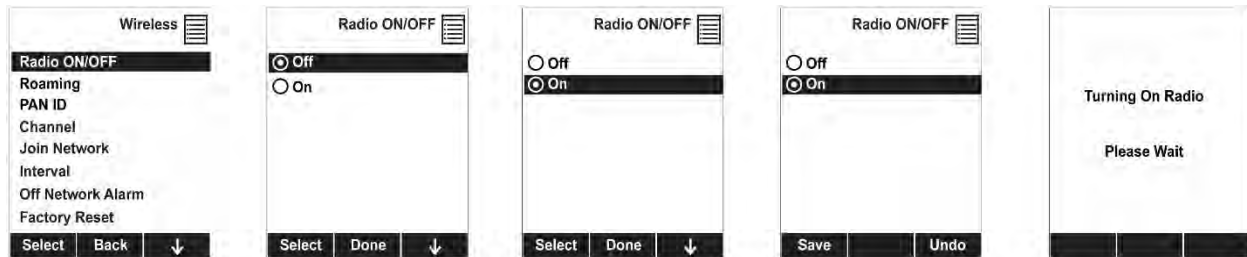 Wireless
Radio ON/OFF
Roaming
PAN ID
Channel
Join Network
Interval
Off Network Alarm
Factory Reset
Select Back ↓
Radio ON/OFF
Off
On
Select Done ↓
Radio ON/OFF
Off
On
Select Done ↓
Radio ON/OFF
Off
On
Save Undo
Turning On Radio
Please Wait